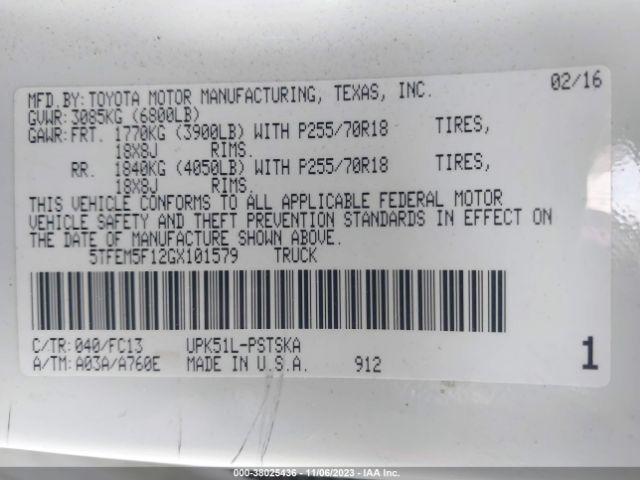 MFD.BY: TOYOTA MOTOR MANUFACTURING, TEXAS, INC. 02/16
GVWR: 3085KG (6800LB)
GAWR: FRT. 1770KG (3900LB) WITH P255/70R18 TIRES,
18X8J RIMS.
RR. 1840KG (4050LB) WITH P255/70R18 TIRES,
18X8J RIMS.
THIS VEHICLE CONFORMS TO ALL APPLICABLE FEDERAL MOTOR
VEHICLE SAFETY AND THEFT PREVENTION STANDARDS IN EFFECT ON
THE DATE OF MANUFACTURE SHOWN ABOVE.
5TFEM5F12GX101579 TRUCK
C/TR: 040/FC13 UPK51L-PSTSKA
A/TM: A03A/A760E MADE IN U.S.A. 912 1
000-38025436 - 11/06/2023 - IAA Inc.